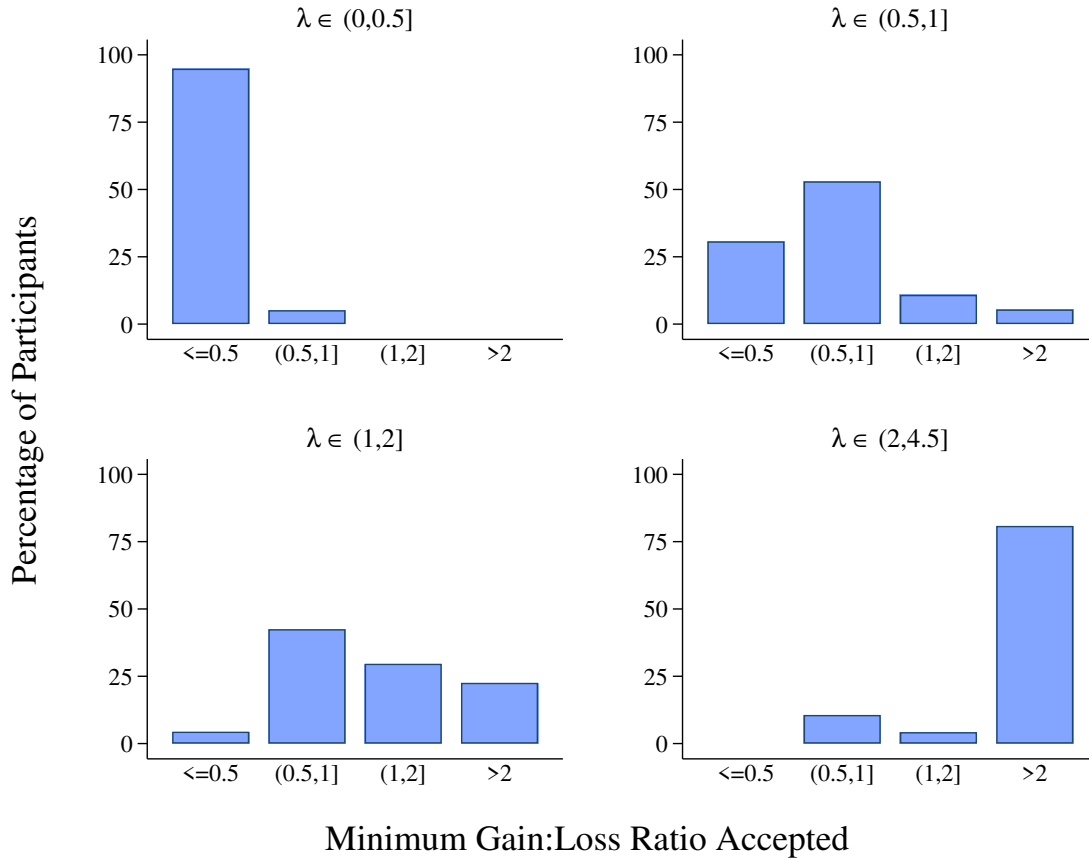 λ ∈ (0,0.5]
100
75
50
25
0
<=0.5 (0.5,1] (1,2] >2
λ ∈ (0.5,1]
100
75
50
25
0
<=0.5 (0.5,1] (1,2] >2
Percentage of Participants
λ ∈ (1,2]
100
75
50
25
0
<=0.5 (0.5,1] (1,2] >2
λ ∈ (2,4.5]
100
75
50
25
0
<=0.5 (0.5,1] (1,2] >2
Minimum Gain:Loss Ratio Accepted